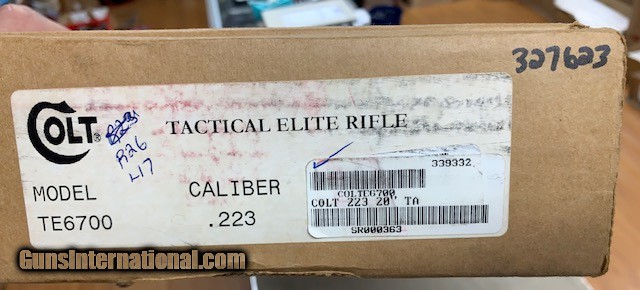 327623
COLT®
R26
L17
TACTICAL ELITE RIFLE
MODEL
TE6700
CALIBER
.223
339332
COLTE6700
COLT 223 20" TA
SR000363
GunsInternational.com